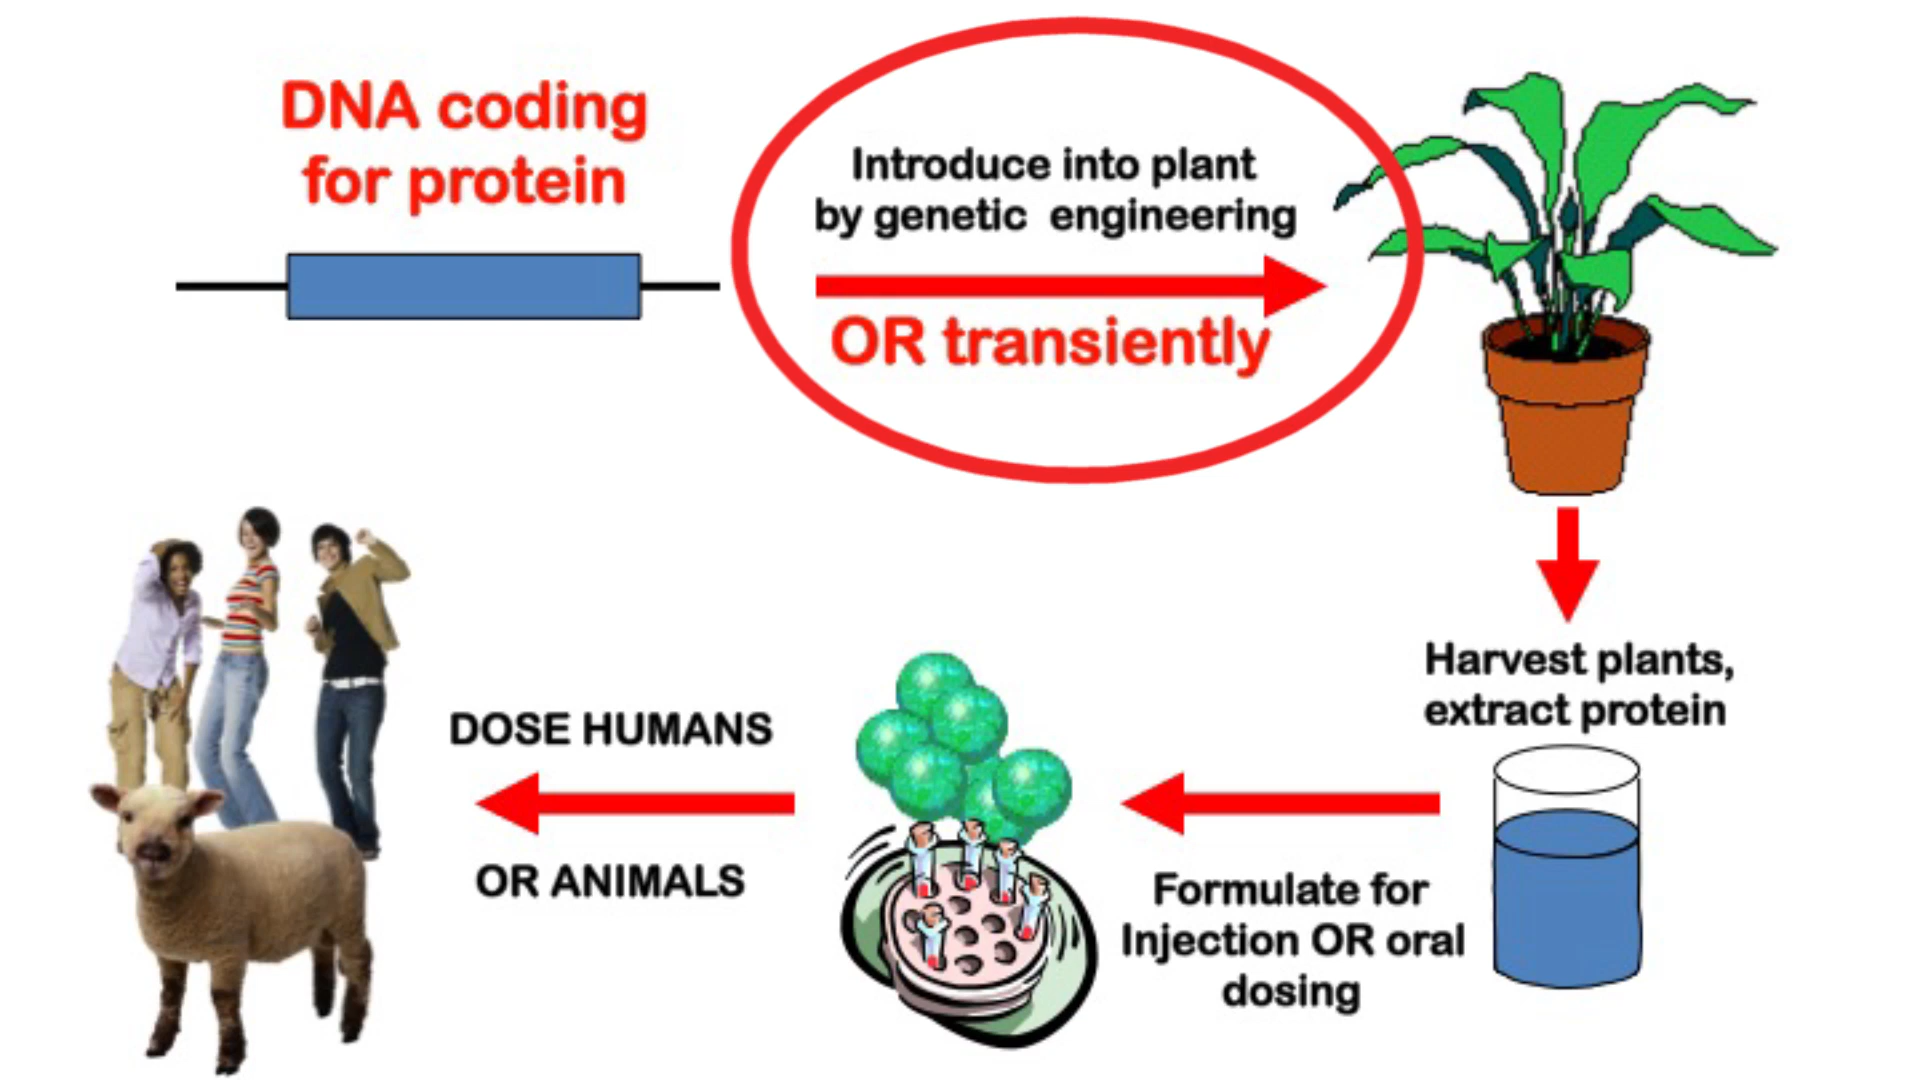 DNA coding
for protein
Introduce into plant
by genetic engineering
OR transiently
Harvest plants,
extract protein
Formulate for
Injection OR oral
dosing
DOSE HUMANS
OR ANIMALS